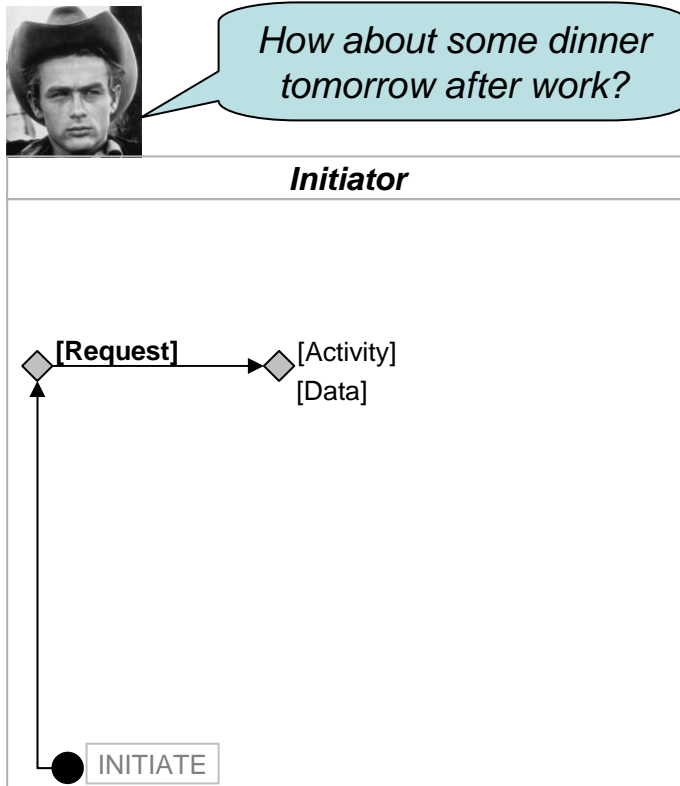 How about some dinner
tomorrow after work?
Initiator
[Request]
[Activity]
[Data]
INITIATE